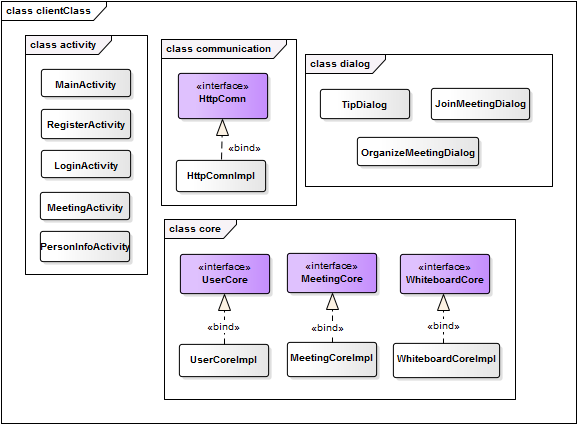 class clientClass
class activity
MainActivity
RegisterActivity
LoginActivity
MeetingActivity
PersonInfoActivity
class communication
«interface»
HttpComn
«bind»
HttpComnImpl
class dialog
TipDialog
JoinMeetingDialog
OrganizeMeetingDialog
class core
«interface»
UserCore
«interface»
MeetingCore
«interface»
WhiteboardCore
«bind»
«bind»
«bind»
UserCoreImpl
MeetingCoreImpl
WhiteboardCoreImpl